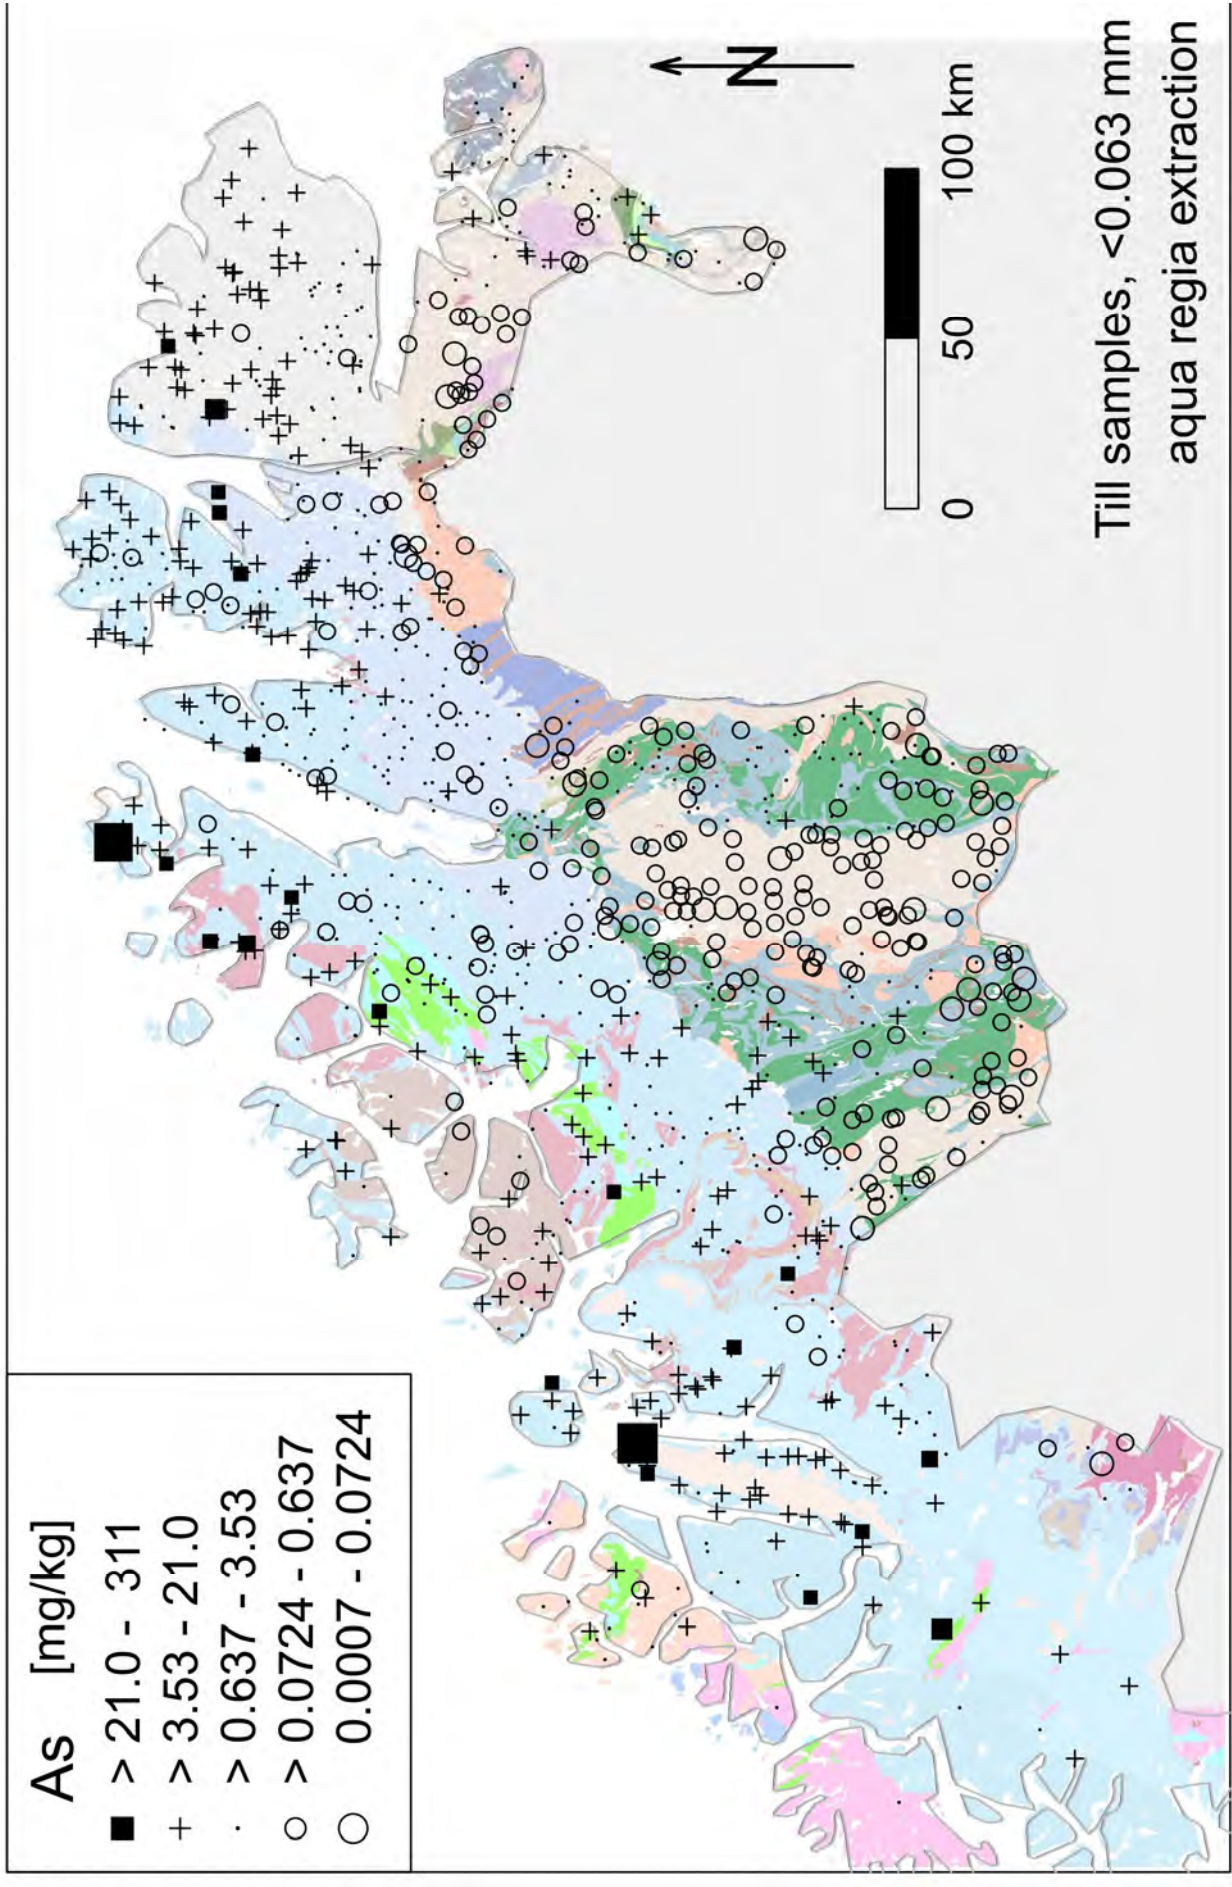 As [mg/kg]
> 21.0 - 311
> 3.53 - 21.0
> 0.637 - 3.53
> 0.0724 - 0.637
0.0007 - 0.0724
N
0 50 100 km
Till samples, <0.063 mm
aqua regia extraction